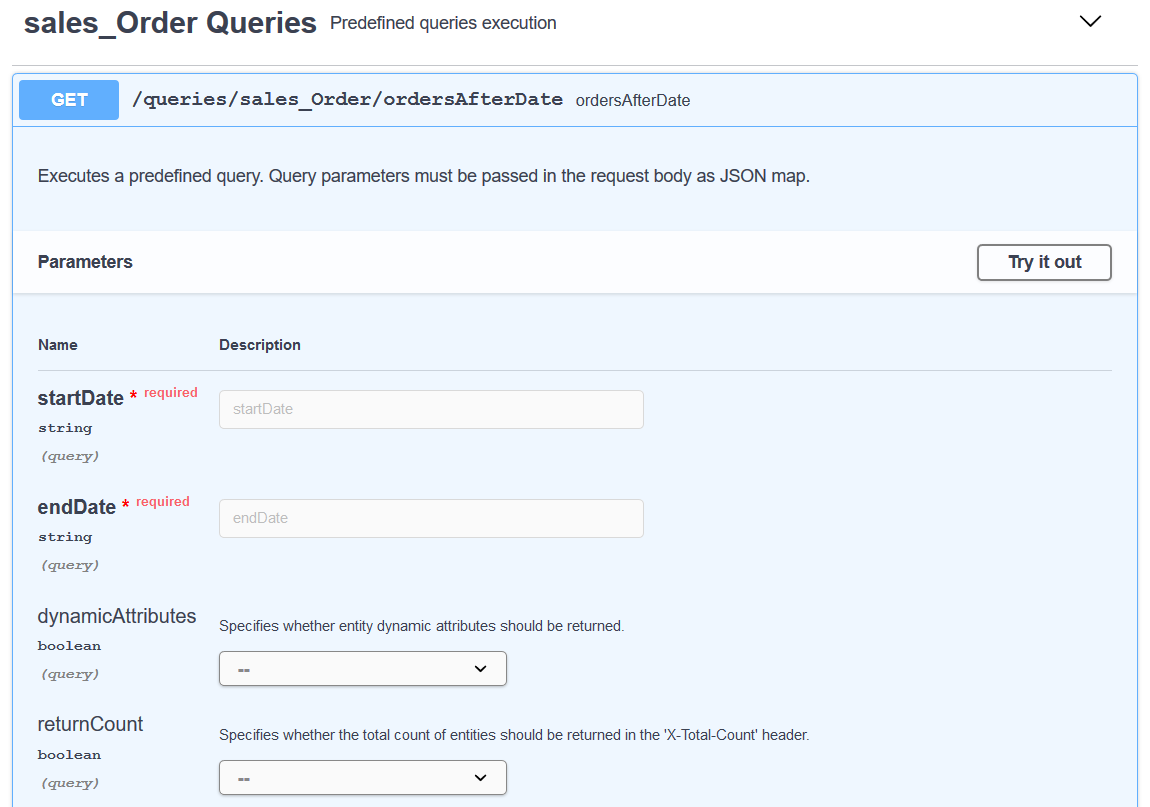 sales_Order Queries Predefined queries execution
GET /queries/sales_Order/ordersAfterDate ordersAfterDate
Executes a predefined query. Query parameters must be passed in the request body as JSON map.
Parameters Try it out
Name Description
startDate * required
startDate
string
(query)
endDate * required
endDate
string
(query)
dynamicAttributes
Specifies whether entity dynamic attributes should be returned.
boolean
(query)
--
returnCount
Specifies whether the total count of entities should be returned in the 'X-Total-Count' header.
boolean
(query)
--